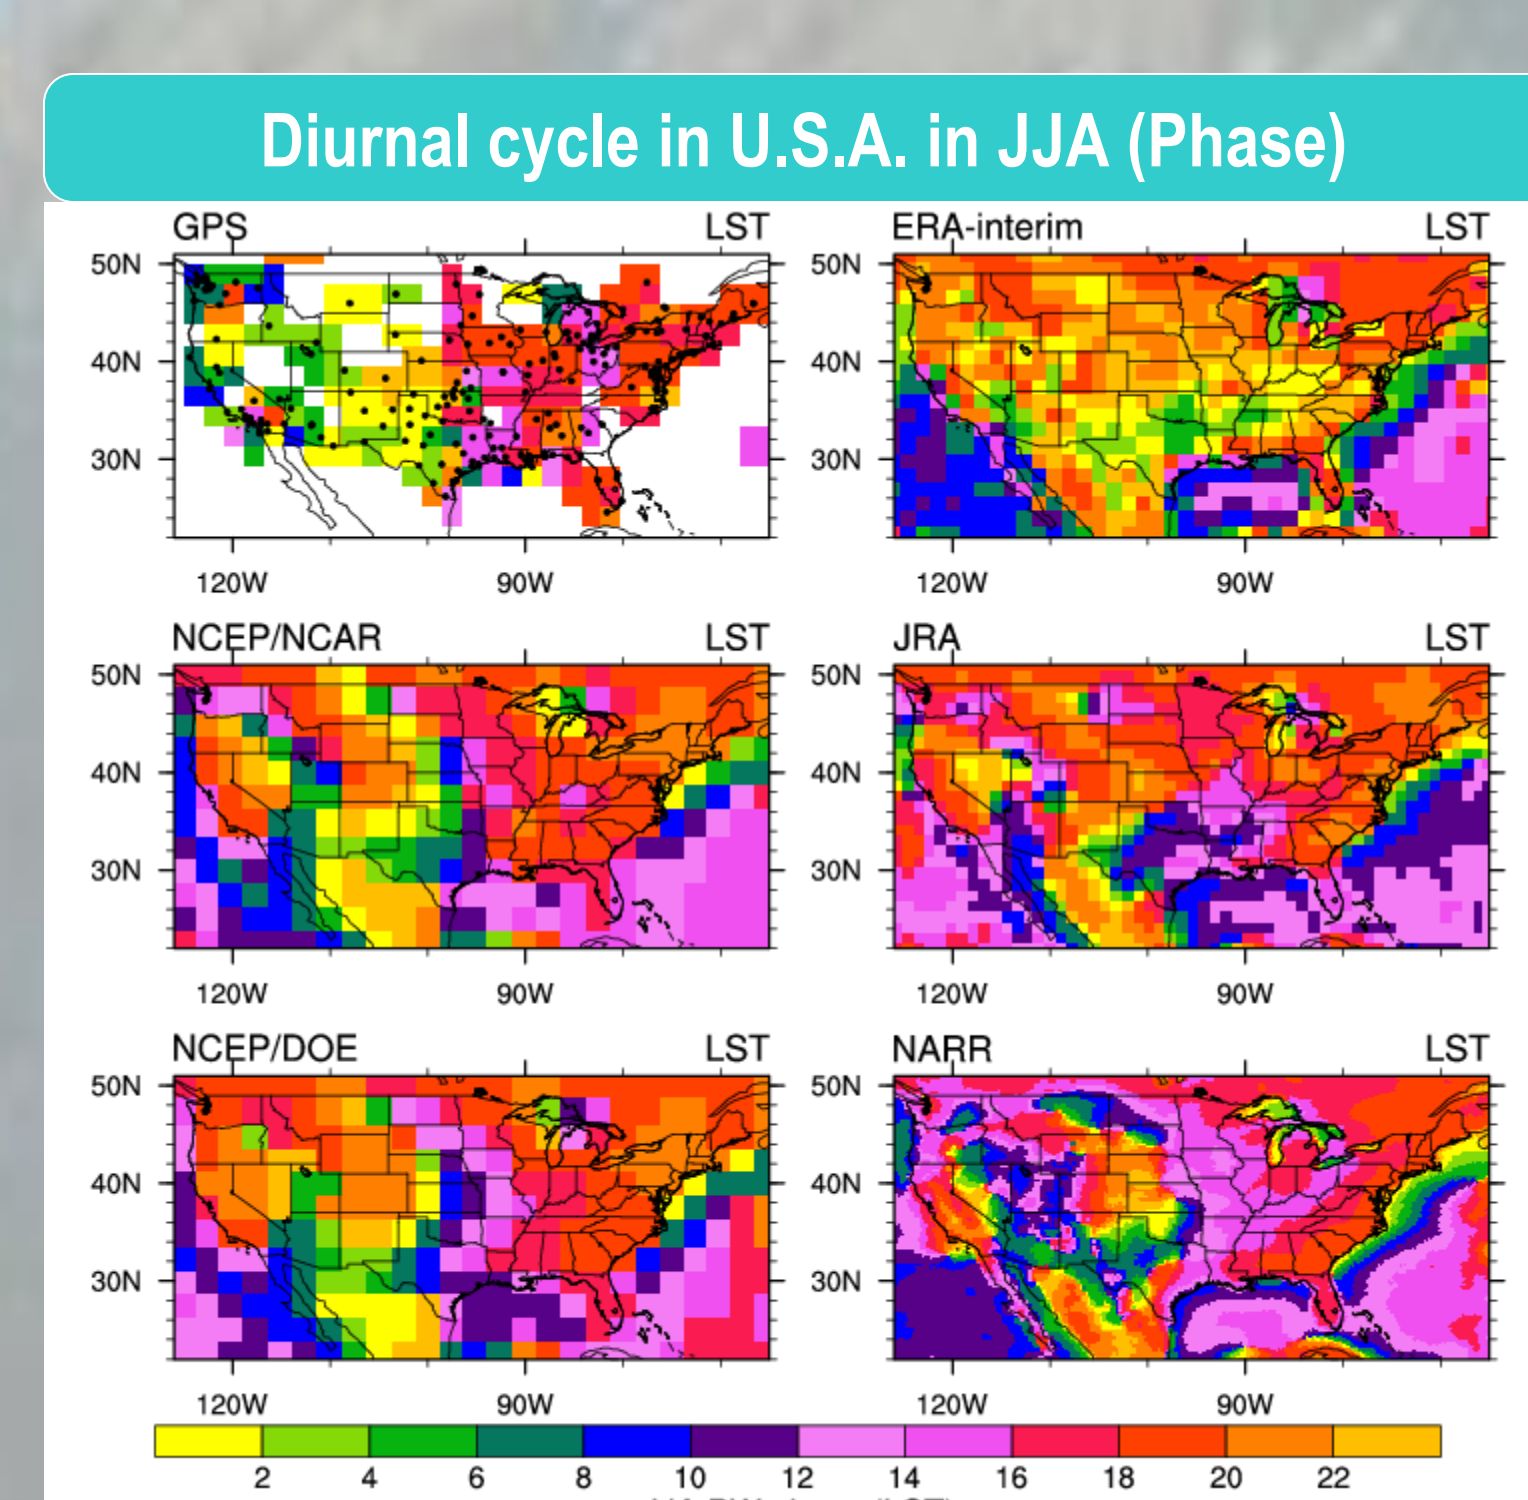 Diurnal cycle in U.S.A. in JJA (Phase)
GPS LST
50N
40N
30N
120W 90W
ERA-interim LST
50N
40N
30N
120W 90W
NCEP/NCAR LST
50N
40N
30N
120W 90W
JRA LST
50N
40N
30N
120W 90W
NCEP/DOE LST
50N
40N
30N
120W 90W
NARR LST
50N
40N
30N
120W 90W
2 4 6 8 10 12 14 16 18 20 22